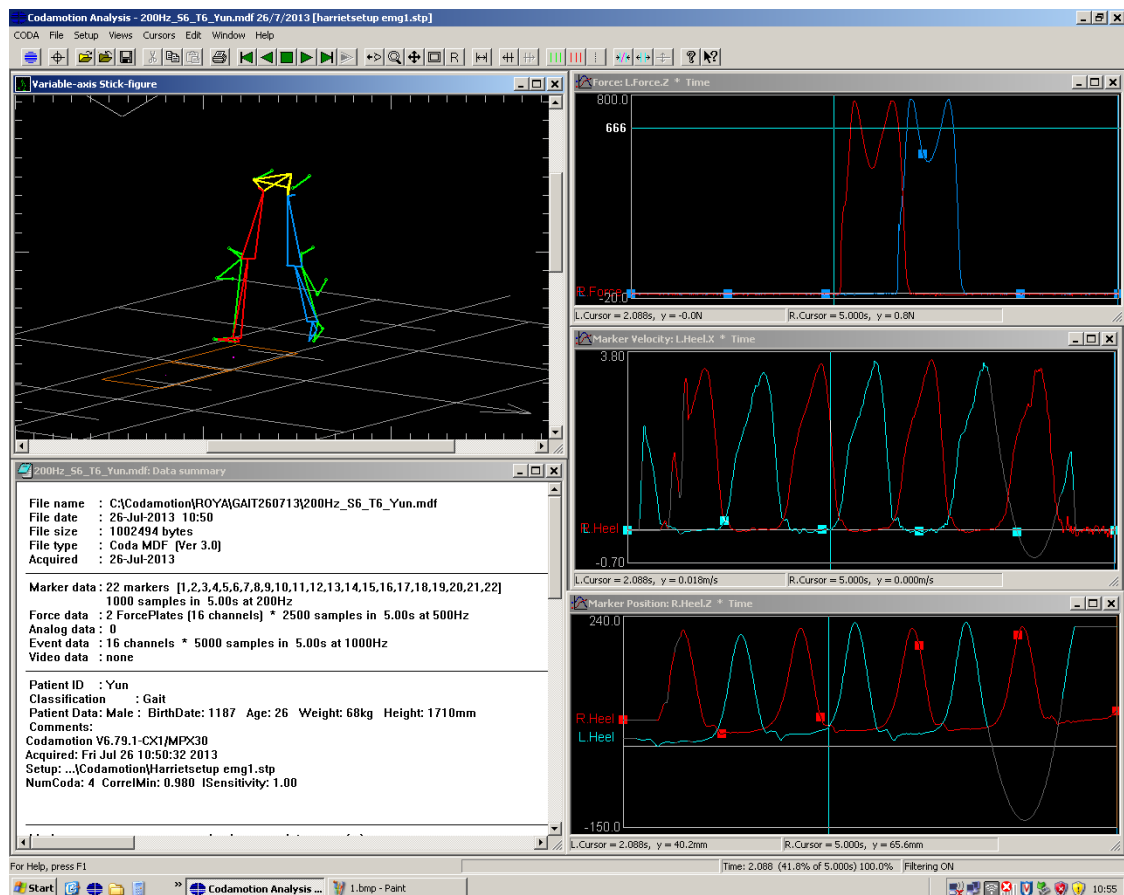 Codamotion Analysis - 200Hz_S6_T6_Yun.mdf 26/7/2013 [harrietsetup emg1.stp]
CODA File Setup Views Cursors Edit Window Help
R
Variable-axis Stick-figure
Force: L.Force.Z * Time
800.0
666
R.Force
-20.0
L.Cursor = 2.088s, y = -0.0N R.Cursor = 5.000s, y = 0.8N
Marker Velocity: L.Heel.X * Time
3.80
R.Heel
-0.70
L.Cursor = 2.088s, y = 0.018m/s R.Cursor = 5.000s, y = 0.000m/s
200Hz_S6_T6_Yun.mdf: Data summary
File name : C:\Codamotion\ROYA\GAIT260713\200Hz_S6_T6_Yun.mdf
File date : 26-Jul-2013 10:50
File size : 1002494 bytes
File type : Coda MDF (Ver 3.0)
Acquired : 26-Jul-2013
Marker data : 22 markers [1,2,3,4,5,6,7,8,9,10,11,12,13,14,15,16,17,18,19,20,21,22]
1000 samples in 5.00s at 200Hz
Force data : 2 ForcePlates (16 channels) * 2500 samples in 5.00s at 500Hz
Analog data : 0
Event data : 16 channels * 5000 samples in 5.00s at 1000Hz
Video data : none
Patient ID : Yun
Classification : Gait
Patient Data: Male : BirthDate: 1187 Age: 26 Weight: 68kg Height: 1710mm
Comments:
Codamotion V6.79.1-CX1/MPX30
Acquired: Fri Jul 26 10:50:32 2013
Setup: ...\Codamotion\Harrietsetup emg1.stp
NumCoda: 4 CorrelMin: 0.980 ISensitivity: 1.00
Marker Position: R.Heel.Z * Time
240.0
R.Heel
L.Heel
-150.0
L.Cursor = 2.088s, y = 40.2mm R.Cursor = 5.000s, y = 65.6mm
For Help, press F1 Time: 2.088 (41.8% of 5.000s) 100.0% Filtering ON
Start » Codamotion Analysis ... 1.bmp - Paint 10:55